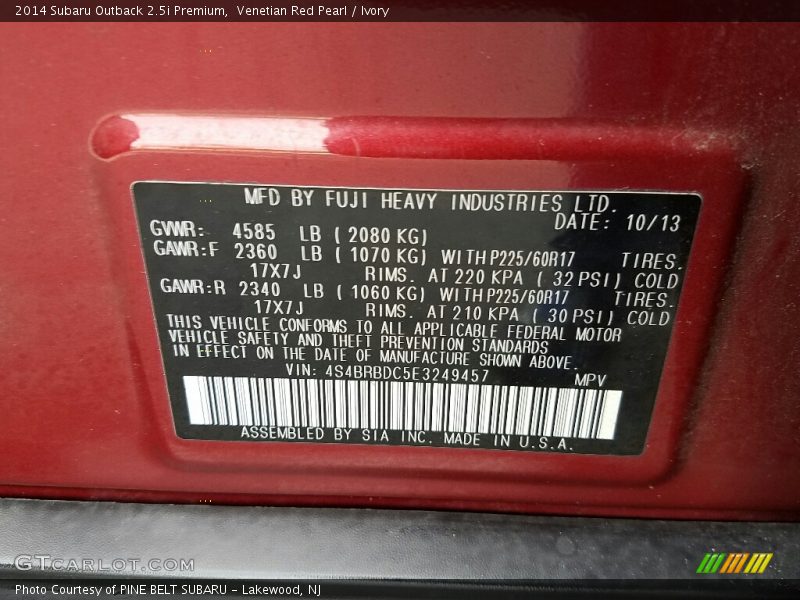 2014 Subaru Outback 2.5i Premium,  Venetian Red Pearl / Ivory
MFD BY FUJI HEAVY INDUSTRIES LTD.
DATE: 10/13
GVWR: 4585 LB ( 2080 KG)
GAWR:F 2360 LB ( 1070 KG) WITH P225/60R17 TIRES.
17X7J RIMS. AT 220 KPA ( 32 PSI) COLD
GAWR:R 2340 LB ( 1060 KG) WITH P225/60R17 TIRES.
17X7J RIMS. AT 210 KPA ( 30 PSI) COLD
THIS VEHICLE CONFORMS TO ALL APPLICABLE FEDERAL MOTOR
VEHICLE SAFETY AND THEFT PREVENTION STANDARDS
IN EFFECT ON THE DATE OF MANUFACTURE SHOWN ABOVE.
VIN: 4S4BRBDC5E3249457 MPV
ASSEMBLED BY SIA INC. MADE IN U.S.A.
GTCARLOT.COM
Photo Courtesy of PINE BELT SUBARU - Lakewood, NJ